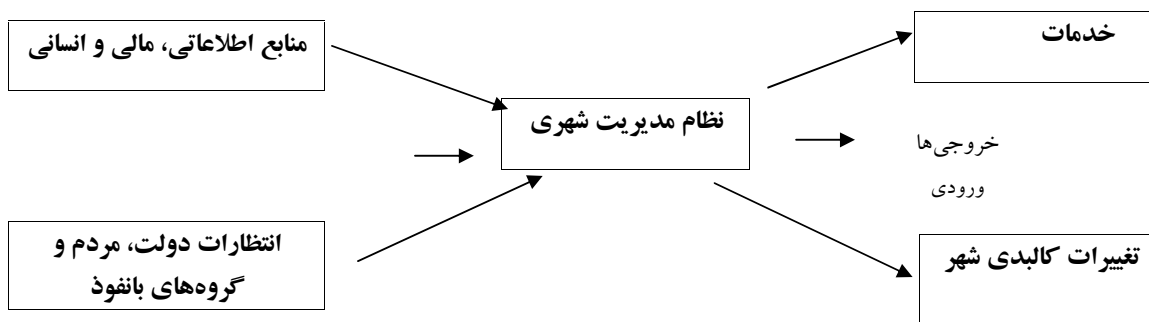 خدمات
منابع اطلاعاتی، مالی و انسانی
نظام مدیریت شهری
خروجی‌ها
ورودی
انتظارات دولت، مردم و
گروه‌های بانفوذ
تغییرات کالبدی شهر